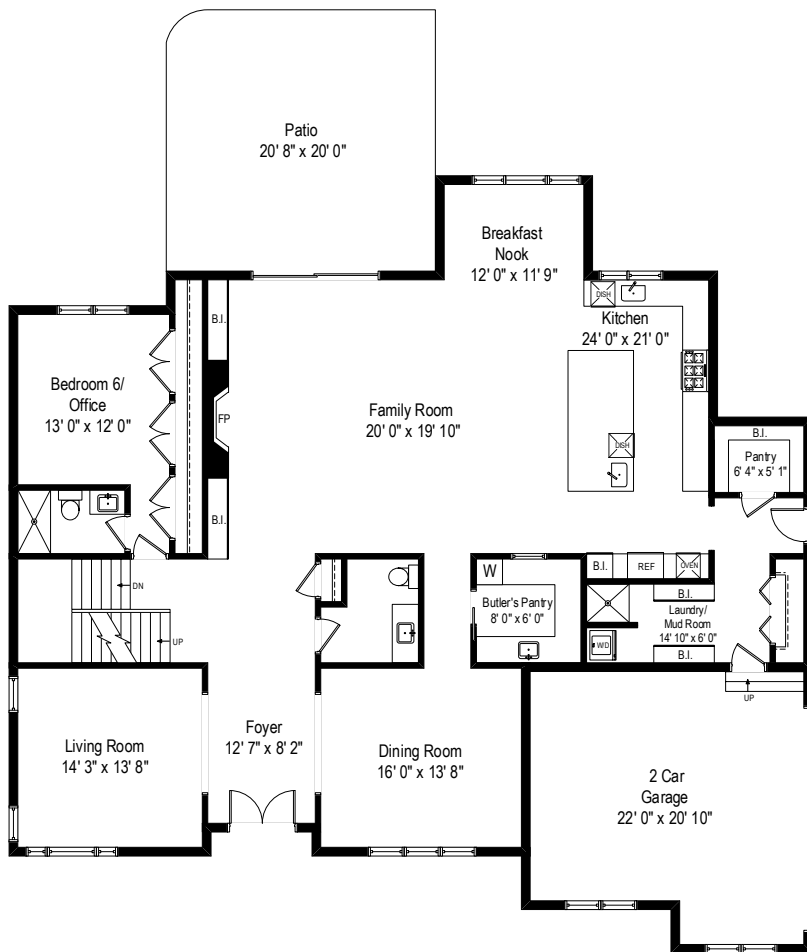 Patio
20' 8" x 20' 0"
Breakfast
Nook
12' 0" x 11' 9"
DISH
Kitchen
24' 0" x 21' 0"
B.I.
Bedroom 6/
Office
13' 0" x 12' 0"
FP
Family Room
20' 0" x 19' 10"
DISH
B.I.
Pantry
6' 4" x 5' 1"
B.I.
DN
UP
W
Butler's Pantry
8' 0" x 6' 0"
B.I.
REF
OVEN
B.I.
Laundry/
Mud Room
14' 10" x 6' 0"
W/D
B.I.
UP
Living Room
14' 3" x 13' 8"
Foyer
12' 7" x 8' 2"
Dining Room
16' 0" x 13' 8"
2 Car
Garage
22' 0" x 20' 10"